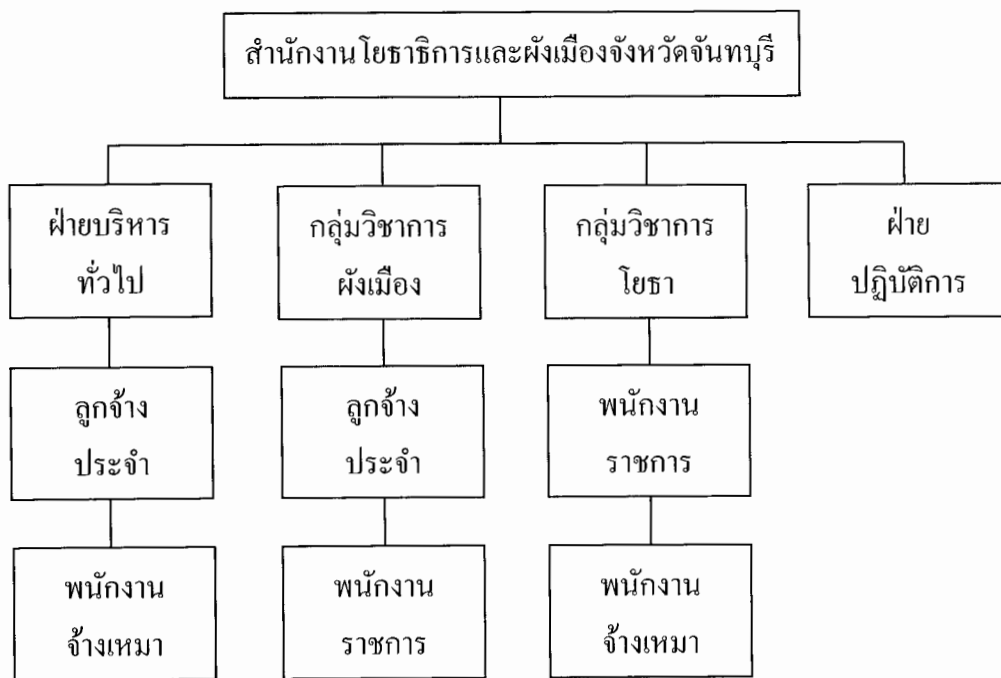 สำนักงานโยธาธิการและผังเมืองจังหวัดจันทบุรี
ฝ่ายบริหาร
ทั่วไป
กลุ่มวิชาการ
ผังเมือง
กลุ่มวิชาการ
โยธา
ฝ่าย
ปฏิบัติการ
ลูกจ้าง
ประจำ
ลูกจ้าง
ประจำ
พนักงาน
ราชการ
พนักงาน
จ้างเหมา
พนักงาน
ราชการ
พนักงาน
จ้างเหมา